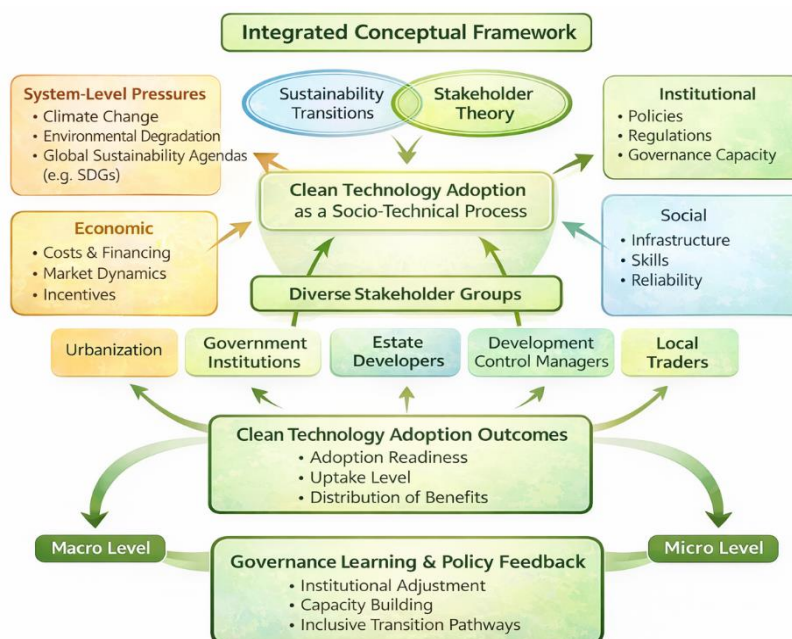 Integrated Conceptual Framework
System-Level Pressures
• Climate Change
• Environmental Degradation
• Global Sustainability Agendas
(e.g. SDGs)
Sustainability
Transitions
Stakeholder
Theory
Institutional
• Policies
• Regulations
• Governance Capacity
Clean Technology Adoption
as a Socio-Technical Process
Economic
• Costs & Financing
• Market Dynamics
• Incentives
Social
• Infrastructure
• Skills
• Reliability
Diverse Stakeholder Groups
Urbanization
Government
Institutions
Estate
Developers
Development
Control Managers
Local
Traders
Clean Technology Adoption Outcomes
• Adoption Readiness
• Uptake Level
• Distribution of Benefits
Macro Level
Micro Level
Governance Learning & Policy Feedback
• Institutional Adjustment
• Capacity Building
• Inclusive Transition Pathways